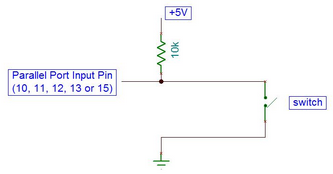 +5V
10k
Parallel Port Input Pin
(10, 11, 12, 13 or 15)
switch